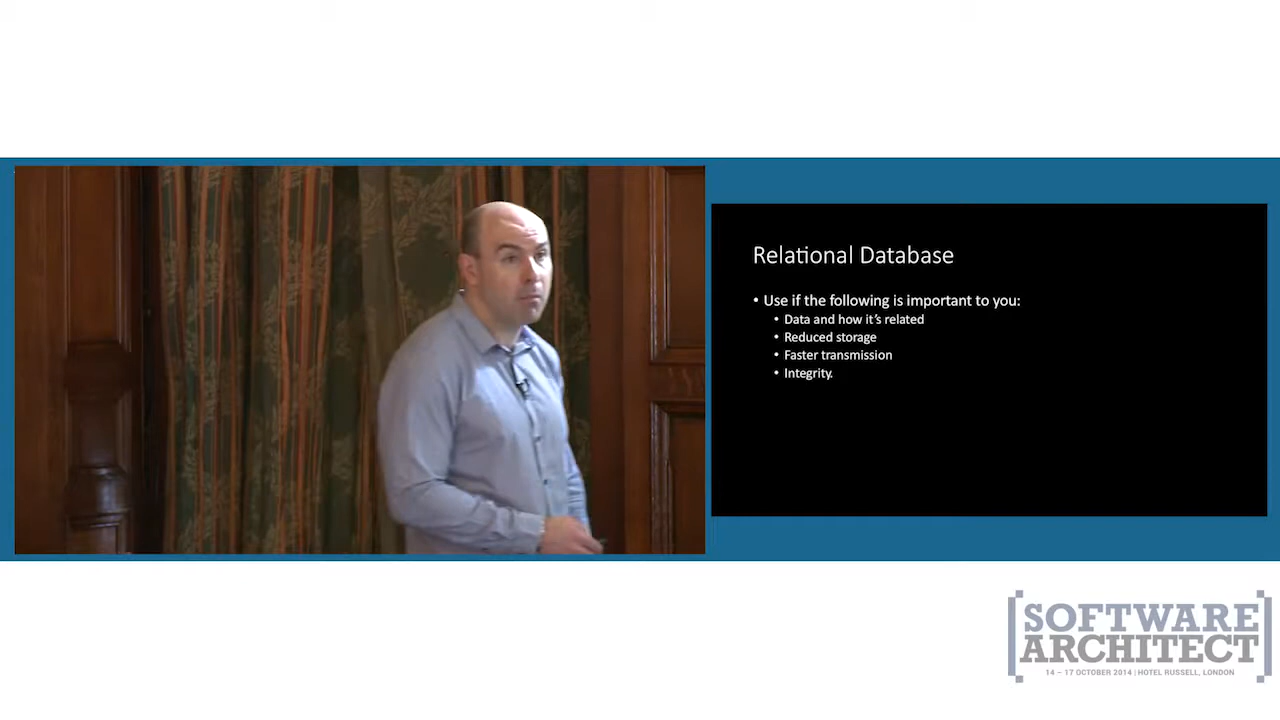 Relational Database
• Use if the following is important to you:
• Data and how it's related
• Reduced storage
• Faster transmission
• Integrity.
[SOFTWARE
ARCHITECT]
14 – 17 OCTOBER 2014 | HOTEL RUSSELL, LONDON